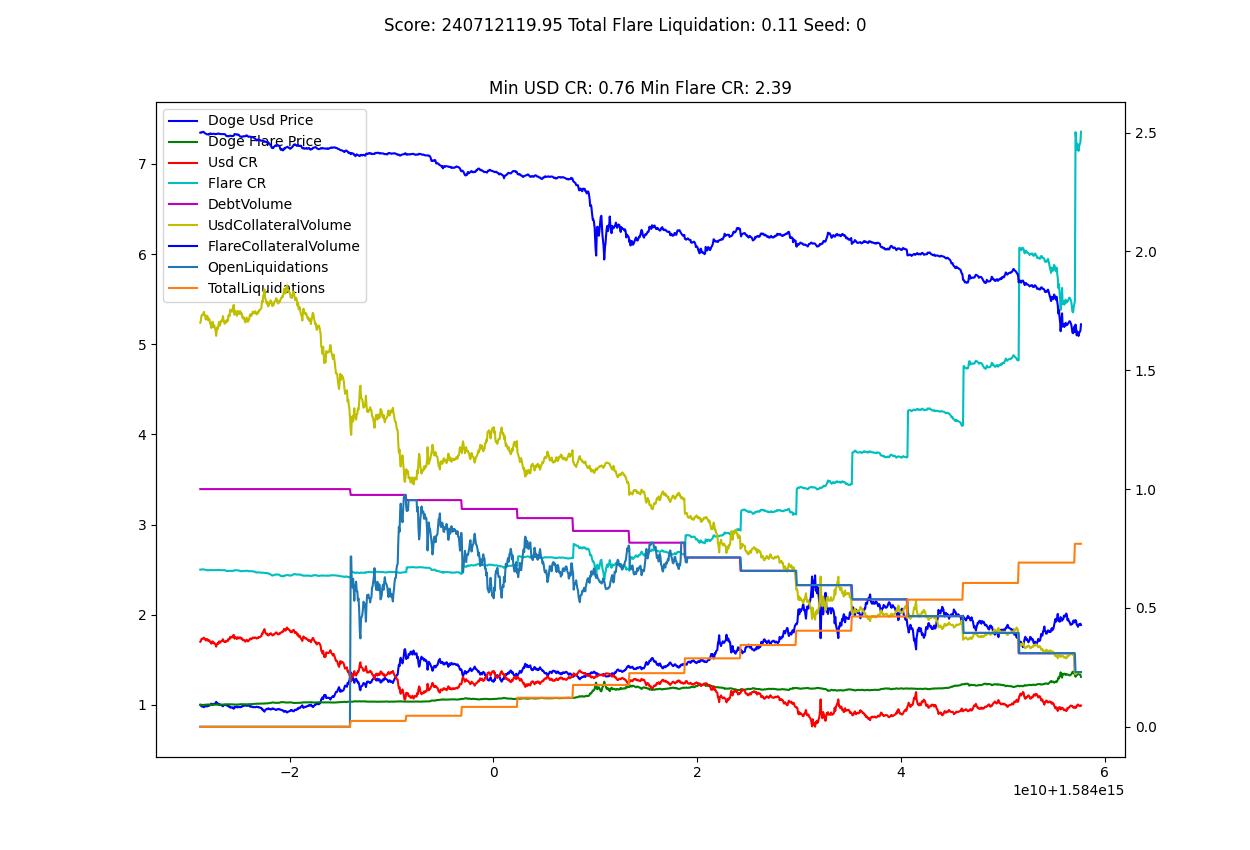 Score: 240712119.95 Total Flare Liquidation: 0.11 Seed: 0
Min USD CR: 0.76 Min Flare CR: 2.39
Doge Usd Price
Doge Flare Price
Usd CR
Flare CR
DebtVolume
UsdCollateralVolume
FlareCollateralVolume
OpenLiquidations
TotalLiquidations
7
6
5
4
3
2
1
2.5
2.0
1.5
1.0
0.5
0.0
−2
0
2
4
6
1e10+1.584e15